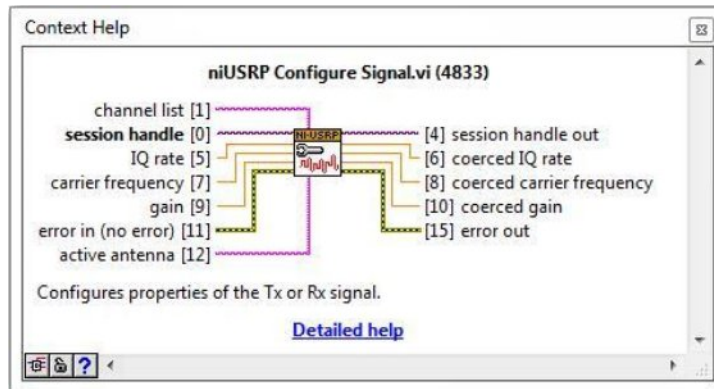 Context Help
niUSRP Configure Signal.vi (4833)
channel list [1]
session handle [0]
IQ rate [5]
carrier frequency [7]
gain [9]
error in (no error) [11]
active antenna [12]
NI-USRP
[4] session handle out
[6] coerced IQ rate
[8] coerced carrier frequency
[10] coerced gain
[15] error out
Configures properties of the Tx or Rx signal.
Detailed help
?